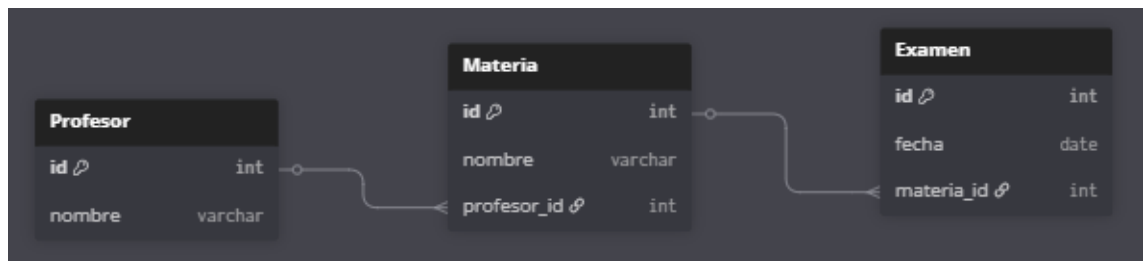 Profesor
id int
nombre varchar
Materia
id int
nombre varchar
profesor_id int
Examen
id int
fecha date
materia_id int